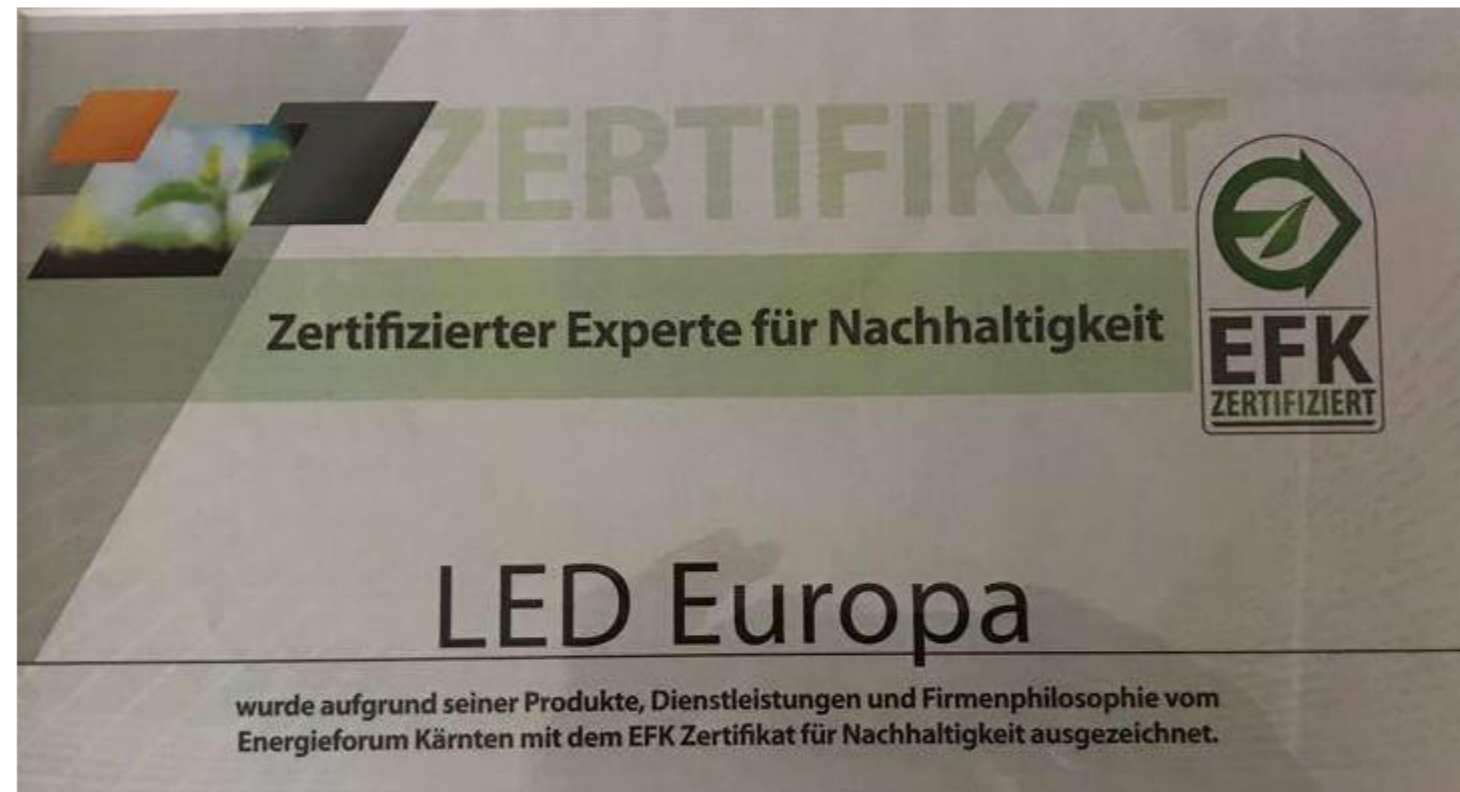 ZERTIFIKAT
Zertifizierter Experte für Nachhaltigkeit
EFK
ZERTIFIZIERT
LED Europa
wurde aufgrund seiner Produkte, Dienstleistungen und Firmenphilosophie vom
Energieforum Kärnten mit dem EFK Zertifikat für Nachhaltigkeit ausgezeichnet.